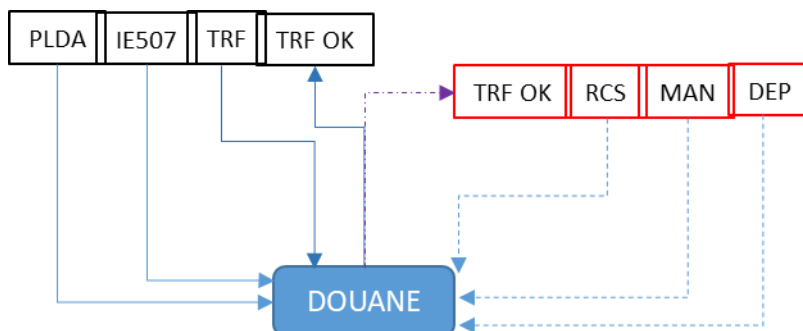 PLDA IE507 TRF TRF OK
TRF OK RCS MAN DEP
DOUANE